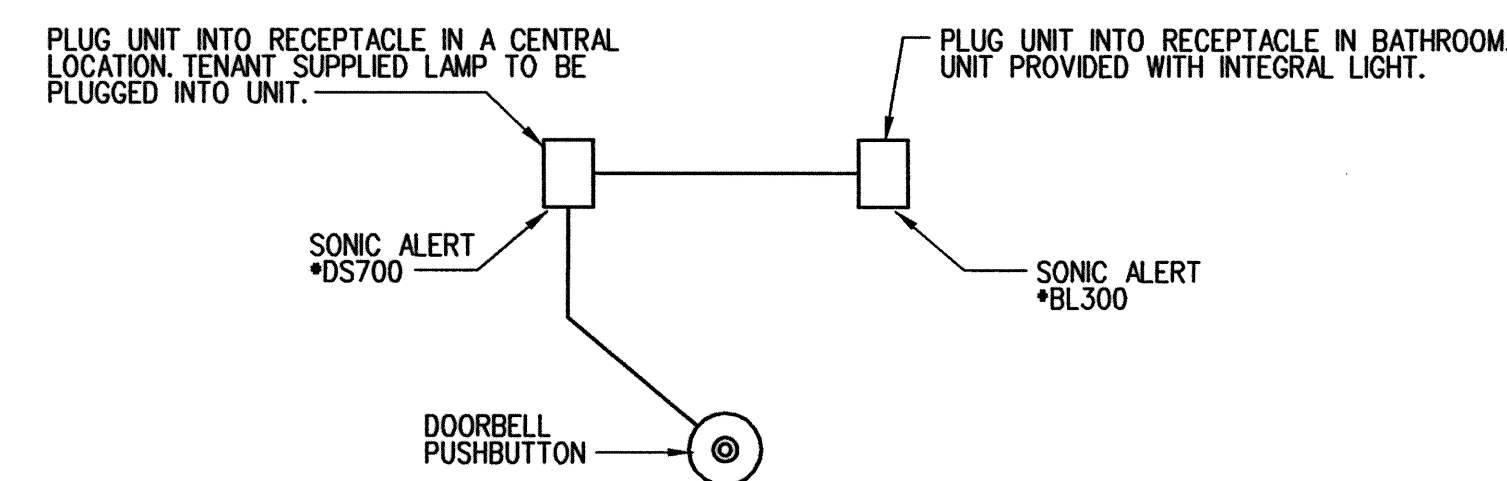 PLUG UNIT INTO RECEPTACLE IN A CENTRAL
LOCATION. TENANT SUPPLIED LAMP TO BE
PLUGGED INTO UNIT.
PLUG UNIT INTO RECEPTACLE IN BATHROOM.
UNIT PROVIDED WITH INTEGRAL LIGHT.
SONIC ALERT
*DS700
SONIC ALERT
*BL300
DOORBELL
PUSHBUTTON